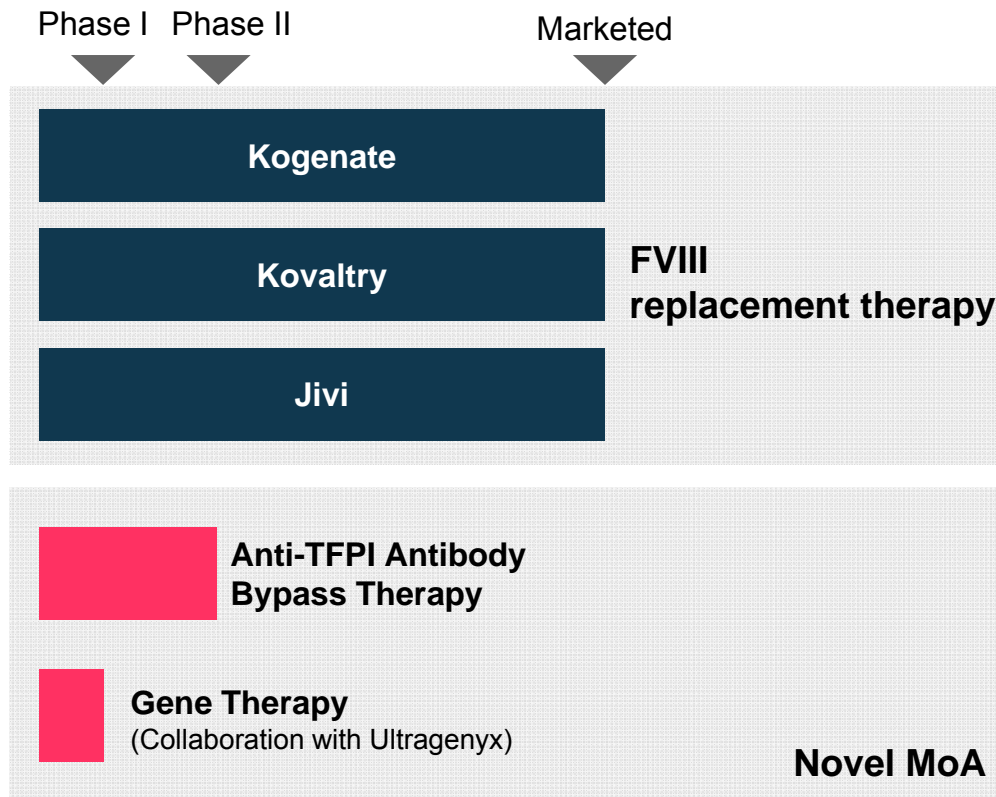 Phase I Phase II Marketed
Kogenate
Kovaltry
Jivi
FVIII
replacement therapy
Anti-TFPI Antibody
Bypass Therapy
Gene Therapy
(Collaboration with Ultragenyx)
Novel MoA